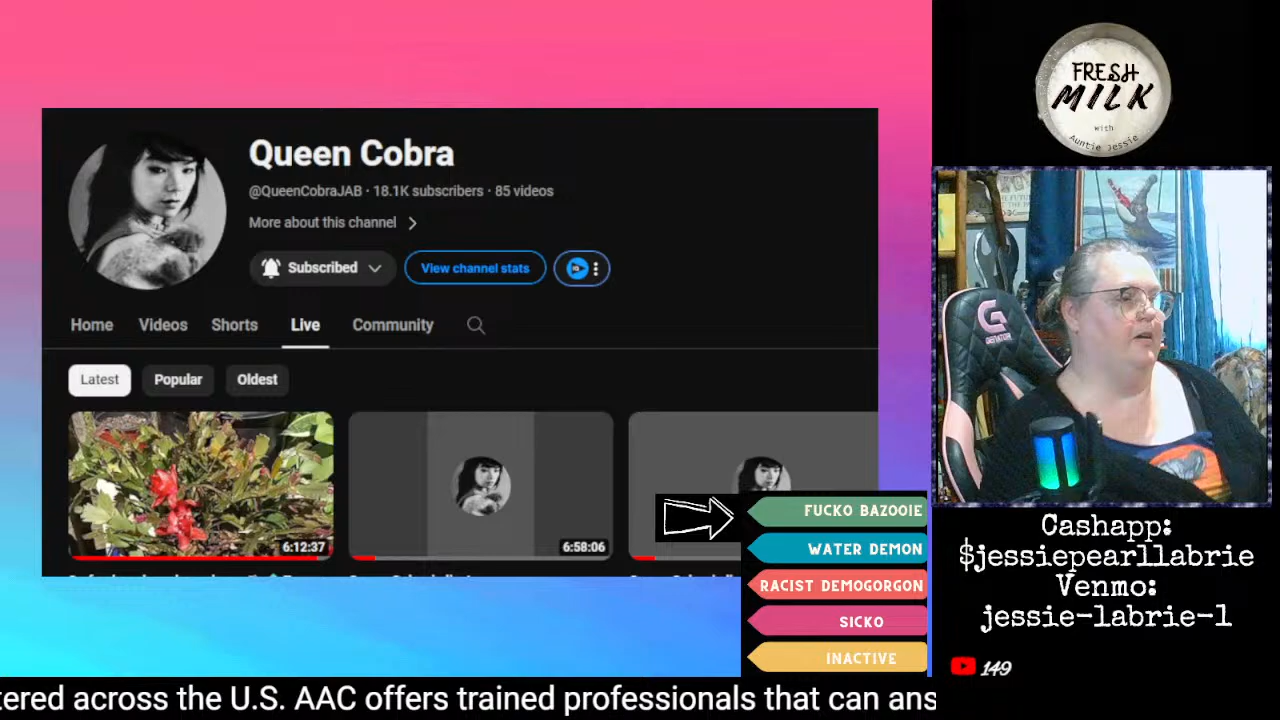 Queen Cobra
@QueenCobraJAB · 18.1K subscribers · 85 videos
More about this channel
Subscribed
View channel stats
Home Videos Shorts Live Community
Latest Popular Oldest
6:12:37
6:58:06
FUCKO BAZOOIE
WATER DEMON
RACIST DEMOGORGON
SICKO
INACTIVE
tered across the U.S. AAC offers trained professionals that can ans
FRESH
MILK
with
Auntie Jessie
Cashapp:
$jessiepearllabrie
Venmo:
jessie-labrie-1
149